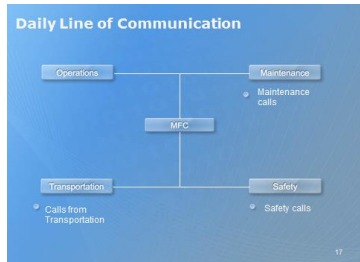 Daily Line of Communication
Operations
Maintenance
Maintenance
calls
MFC
Transportation
Safety
Calls from
Transportation
Safety calls
17